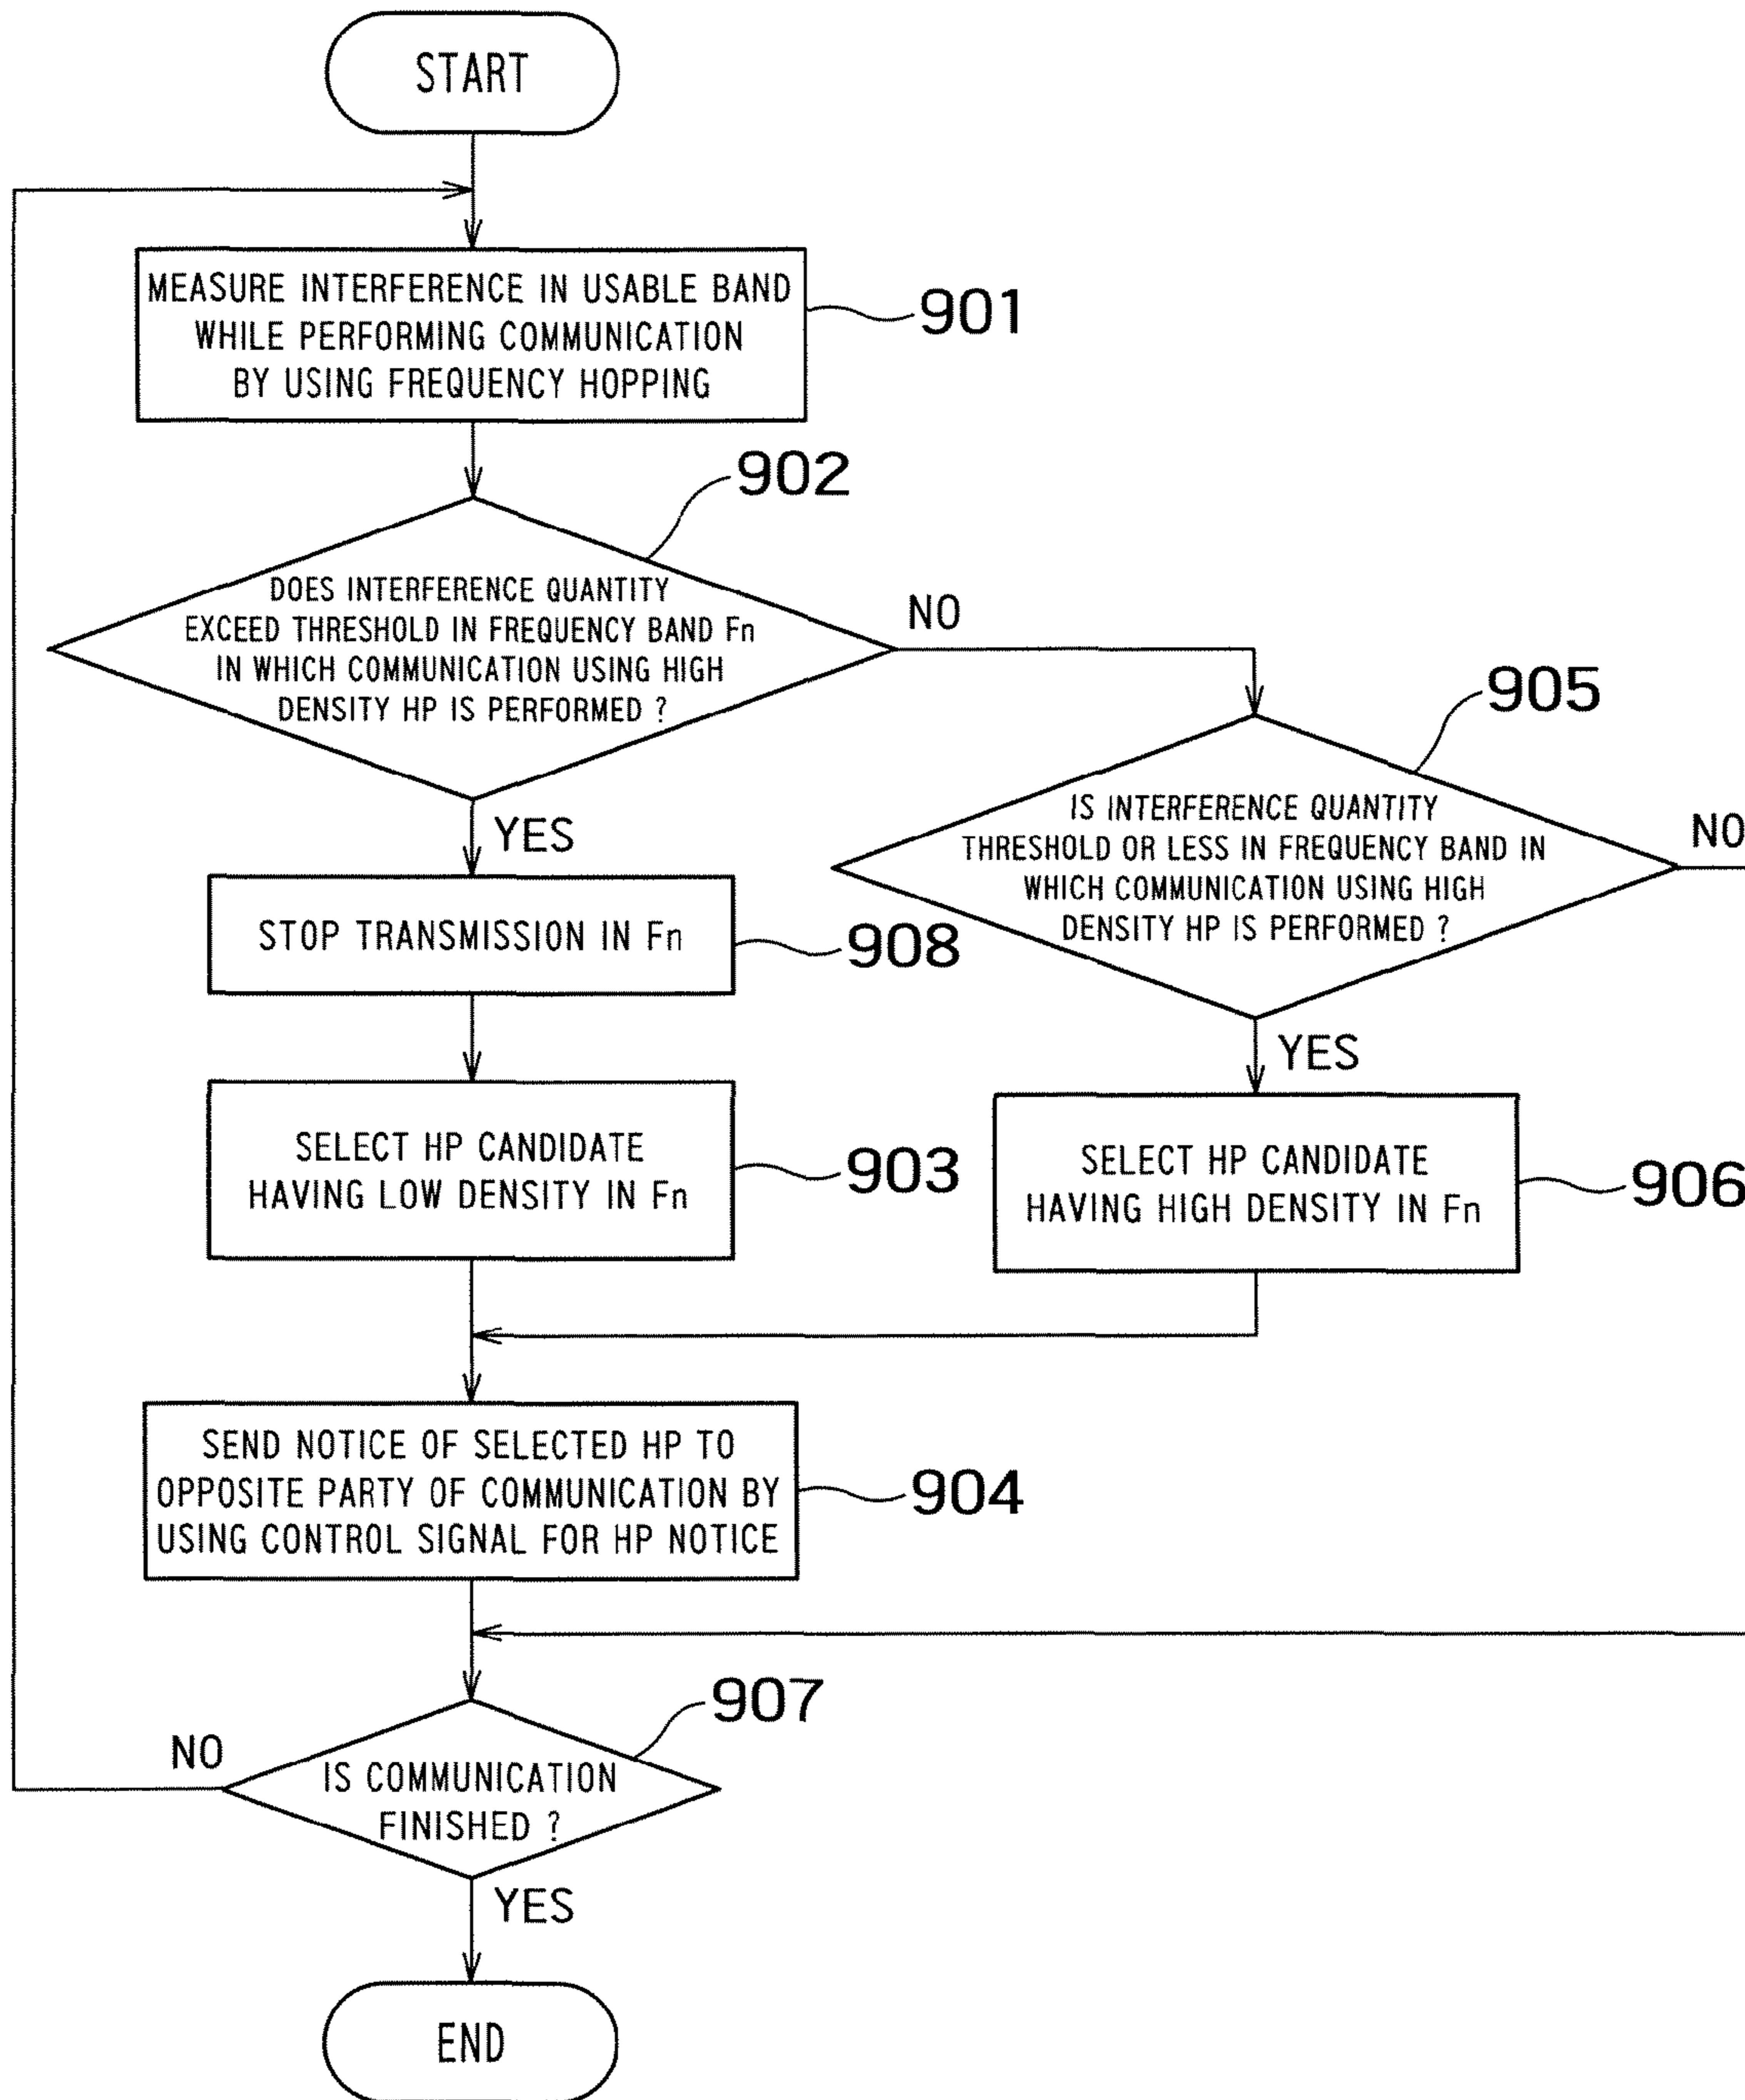 START
MEASURE INTERFERENCE IN USABLE BAND
WHILE PERFORMING COMMUNICATION
BY USING FREQUENCY HOPPING
901
902
DOES INTERFERENCE QUANTITY
EXCEED THRESHOLD IN FREQUENCY BAND Fn
IN WHICH COMMUNICATION USING HIGH
DENSITY HP IS PERFORMED ?
NO
YES
905
IS INTERFERENCE QUANTITY
THRESHOLD OR LESS IN FREQUENCY BAND IN
WHICH COMMUNICATION USING HIGH
DENSITY HP IS PERFORMED ?
NO
YES
STOP TRANSMISSION IN Fn
908
SELECT HP CANDIDATE
HAVING LOW DENSITY IN Fn
903
SELECT HP CANDIDATE
HAVING HIGH DENSITY IN Fn
906
SEND NOTICE OF SELECTED HP TO
OPPOSITE PARTY OF COMMUNICATION BY
USING CONTROL SIGNAL FOR HP NOTICE
904
907
NO
IS COMMUNICATION
FINISHED ?
YES
END